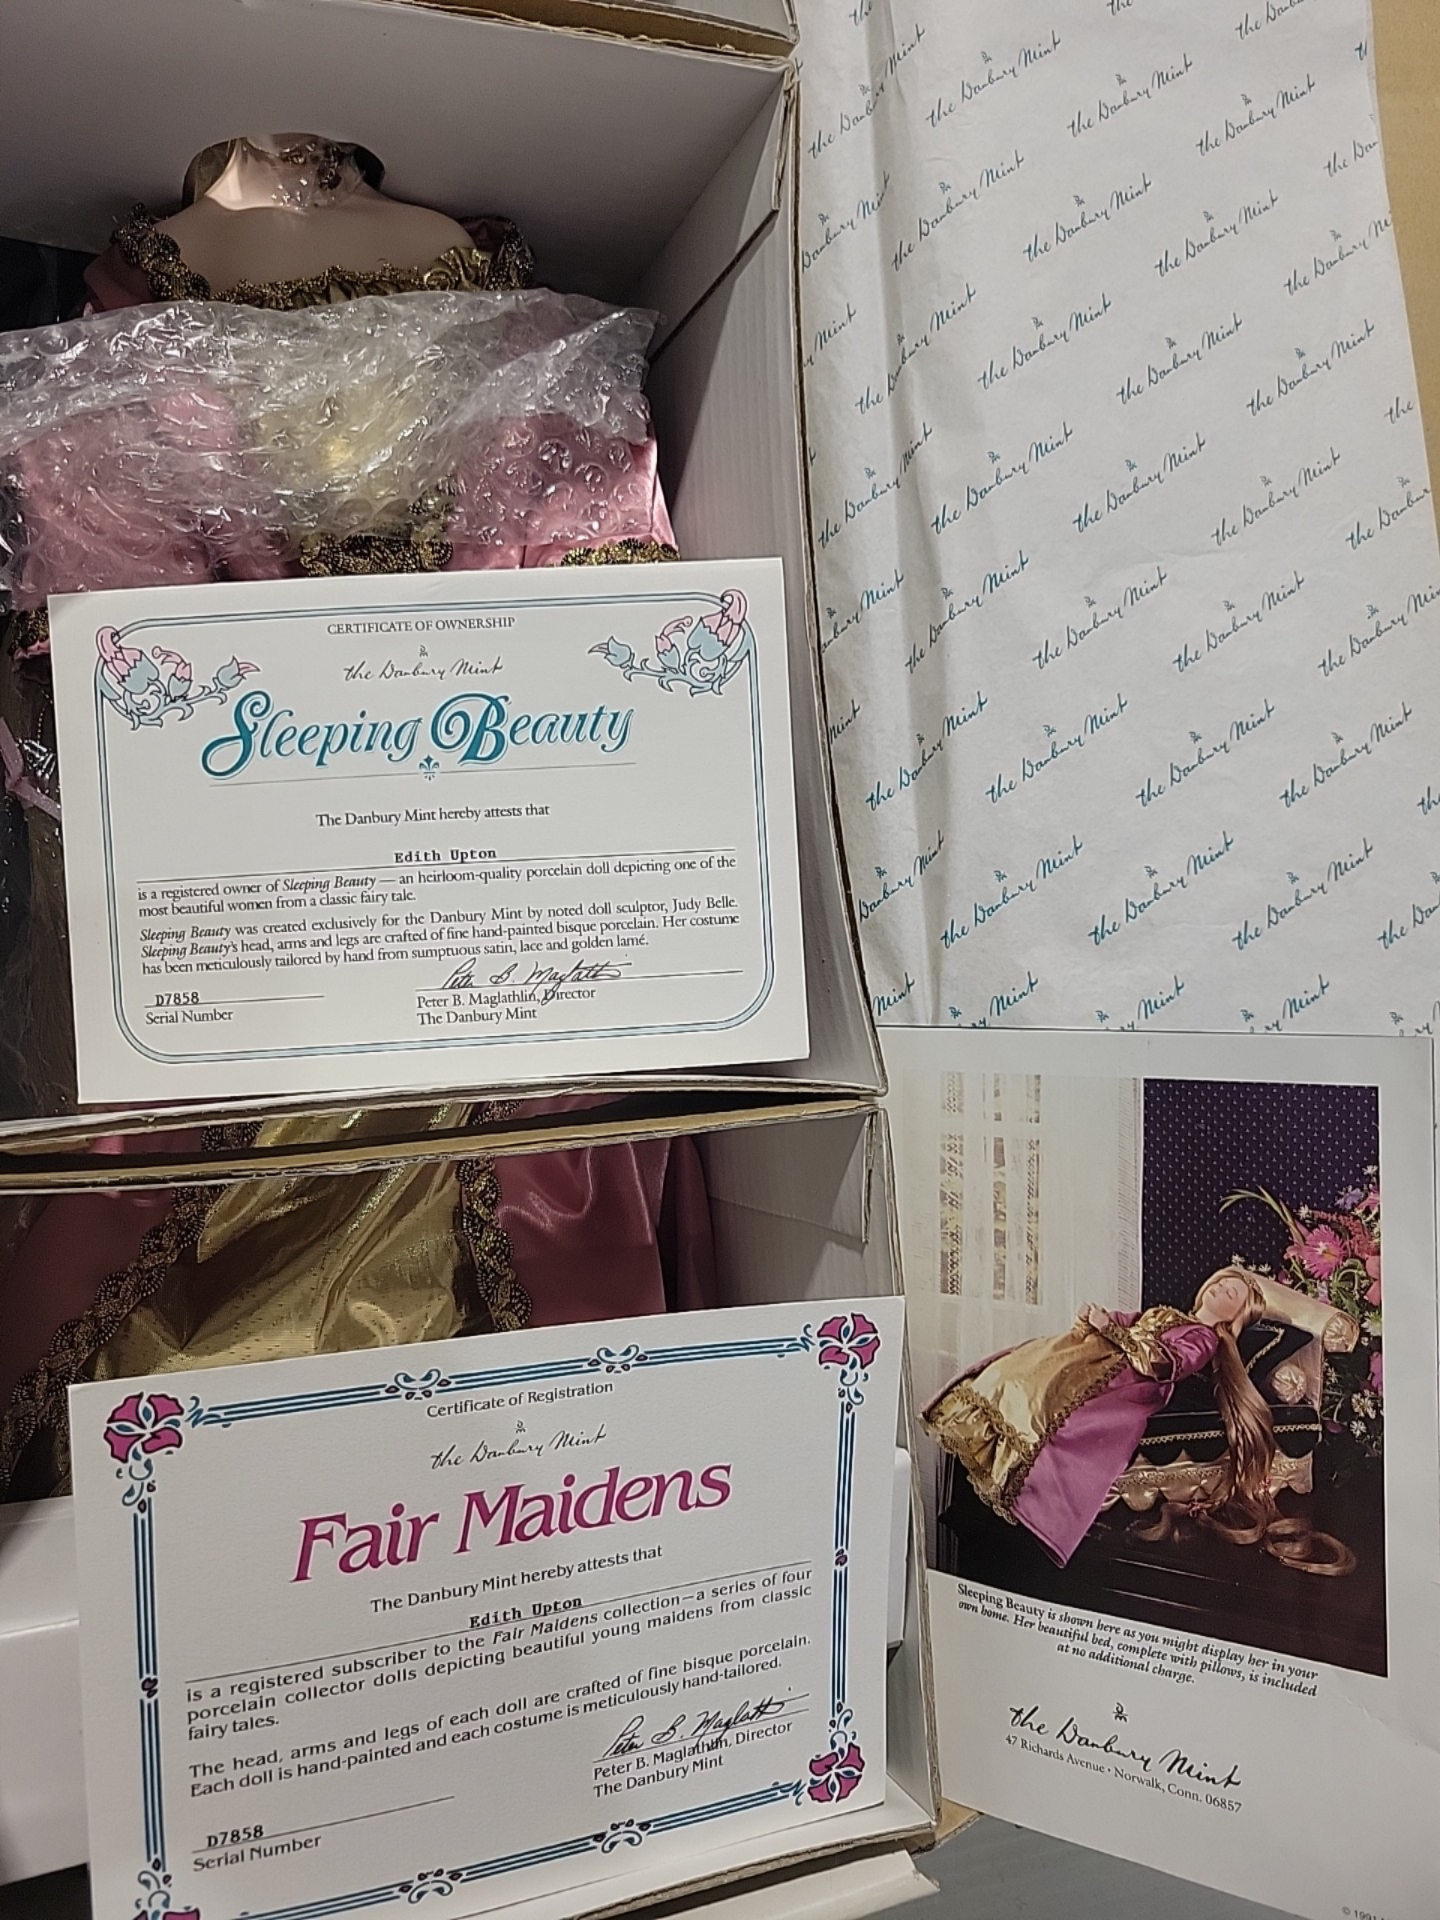 CERTIFICATE OF OWNERSHIP
the Danbury Mint
Sleeping Beauty
The Danbury Mint hereby attests that
Edith Upton
is a registered owner of Sleeping Beauty — an heirloom-quality porcelain doll depicting one of the
most beautiful women from a classic fairy tale.
Sleeping Beauty was created exclusively for the Danbury Mint by noted doll sculptor, Judy Belle.
Sleeping Beauty's head, arms and legs are crafted of fine hand-painted bisque porcelain. Her costume
has been meticulously tailored by hand from sumptuous satin, lace and golden lamé.
Peter B. Maglathlin
D7858
Serial Number
Peter B. Maglathlin, Director
The Danbury Mint
Certificate of Registration
the Danbury Mint
Fair Maidens
The Danbury Mint hereby attests that
Edith Upton
is a registered subscriber to the Fair Maidens collection—a series of four
porcelain collector dolls depicting beautiful young maidens from classic
fairy tales.
The head, arms and legs of each doll are crafted of fine bisque porcelain.
Each doll is hand-painted and each costume is meticulously hand-tailored.
Peter B. Maglathlin
Peter B. Maglathlin, Director
The Danbury Mint
D7858
Serial Number
the Danbury Mint
Sleeping Beauty is shown here as you might display her in your
own home. Her beautiful bed, complete with pillows, is included
at no additional charge.
the Danbury Mint
47 Richards Avenue • Norwalk, Conn. 06857